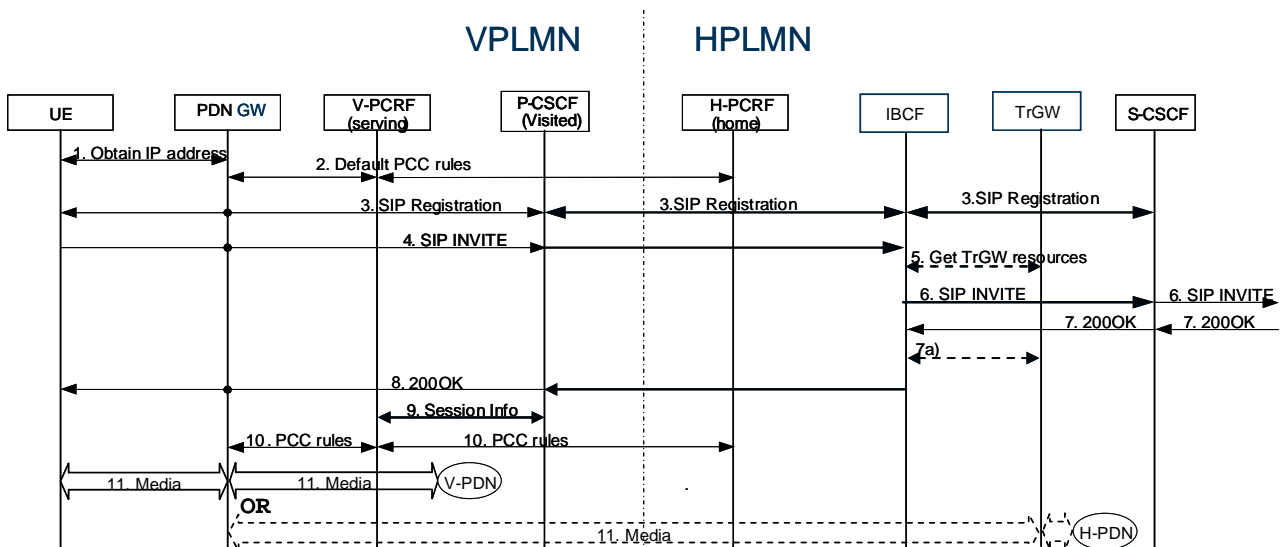 VPLMN HPLMN
UE PDN GW V-PCRF P-CSCF H-PCRF IBCF TrGW S-CSCF
(serving) (Visited) (home)
1. Obtain IP address
2. Default PCC rules
3. SIP Registration 3.SIP Registration 3.SIP Registration
4. SIP INVITE
5. Get TrGW resources
6. SIP INVITE 6. SIP INVITE
7. 200OK 7. 200OK
7a)
8. 200OK
9. Session Info
10. PCC rules 10. PCC rules
11. Media 11. Media V-PDN
OR
11. Media H-PDN